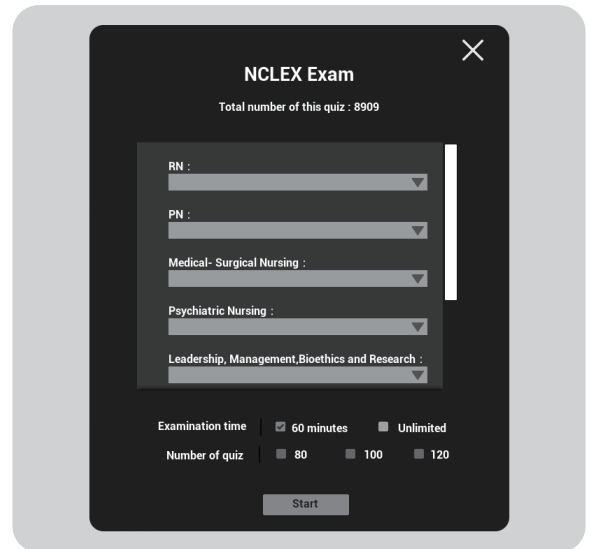 NCLEX Exam
Total number of this quiz : 8909
RN :
PN :
Medical- Surgical Nursing :
Psychiatric Nursing :
Leadership, Management,Bioethics and Research :
Examination time 60 minutes Unlimited
Number of quiz 80 100 120
Start